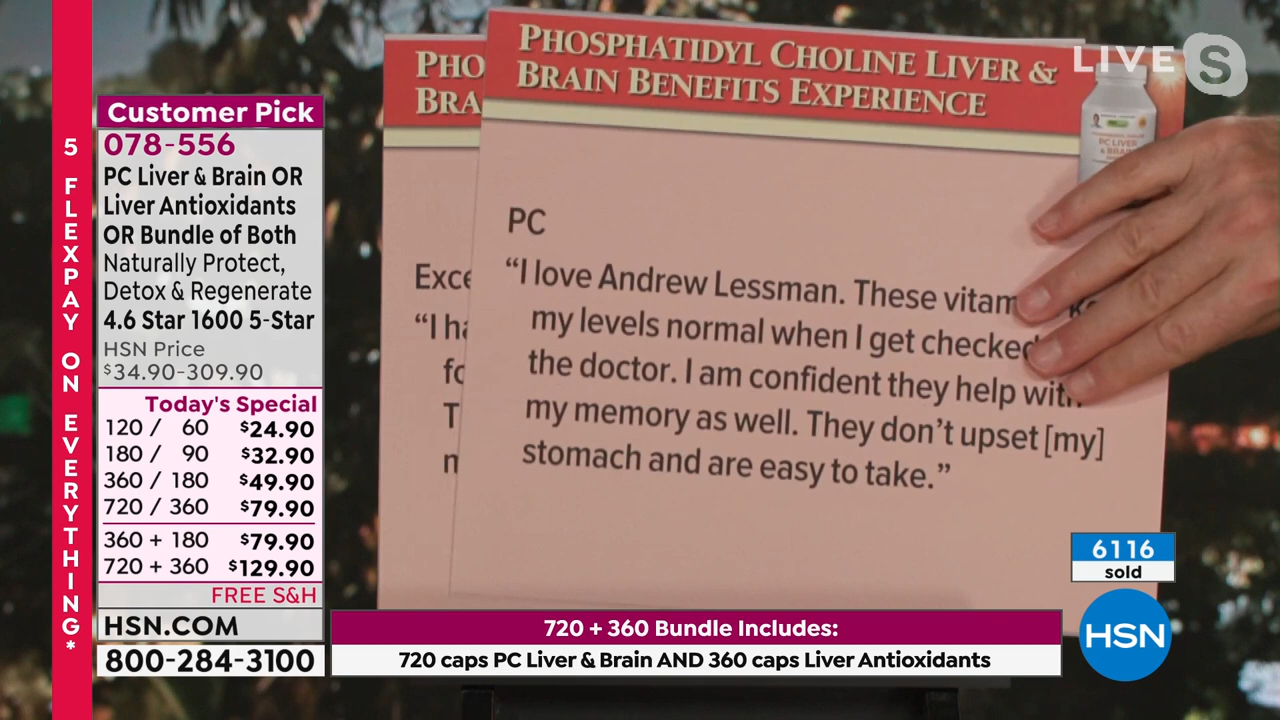 5 FLEXPAY ON EVERYTHING*
Customer Pick
078-556
PC Liver & Brain OR
Liver Antioxidants
OR Bundle of Both
Naturally Protect,
Detox & Regenerate
4.6 Star 1600 5-Star
HSN Price
$34.90-309.90
Today's Special
120 / 60 $24.90
180 / 90 $32.90
360 / 180 $49.90
720 / 360 $79.90
360 + 180 $79.90
720 + 360 $129.90
FREE S&H
HSN.COM
800-284-3100
PHO
BRA
Exce
“I ha
fo
T
m
PHOSPHATIDYL CHOLINE LIVER &
BRAIN BENEFITS EXPERIENCE
PC LIVER
& BRAIN
PC
“I love Andrew Lessman. These vitam
my levels normal when I get checked
the doctor. I am confident they help with
my memory as well. They don’t upset [my]
stomach and are easy to take.”
LIVE S
6116
sold
HSN
720 + 360 Bundle Includes:
720 caps PC Liver & Brain AND 360 caps Liver Antioxidants